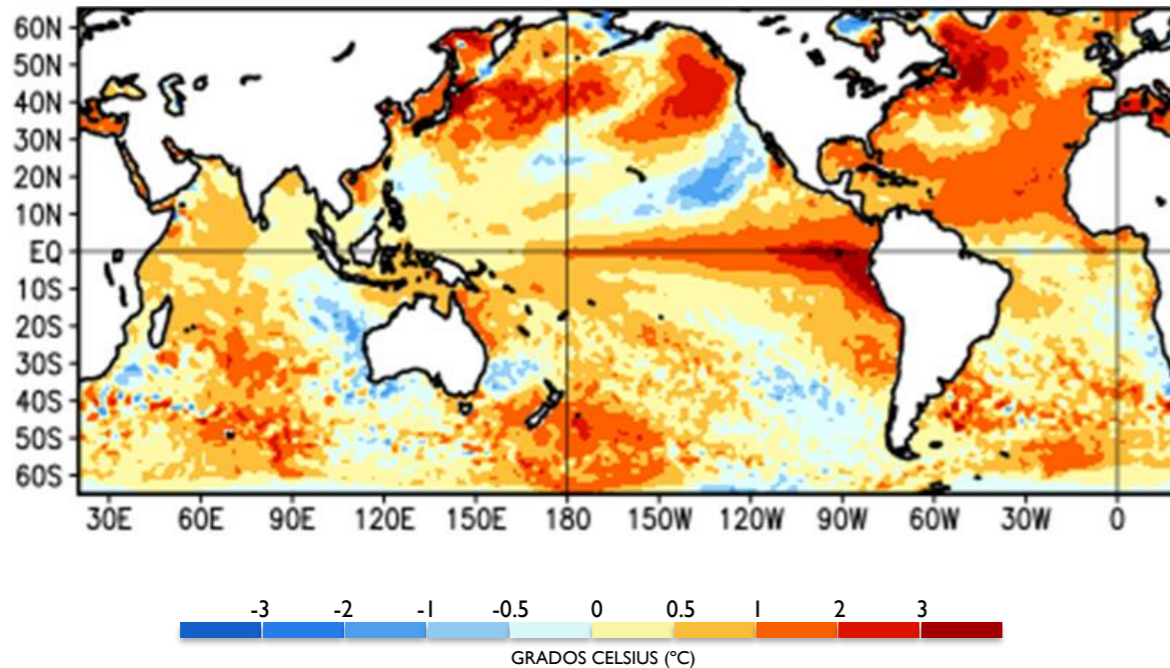 60N
50N
40N
30N
20N
10N
EQ
10S
20S
30S
40S
50S
60S
30E 60E 90E 120E 150E 180 150W 120W 90W 60W 30W 0
-3 -2 -1 -0.5 0 0.5 1 2 3
GRADOS CELSIUS (ºC)